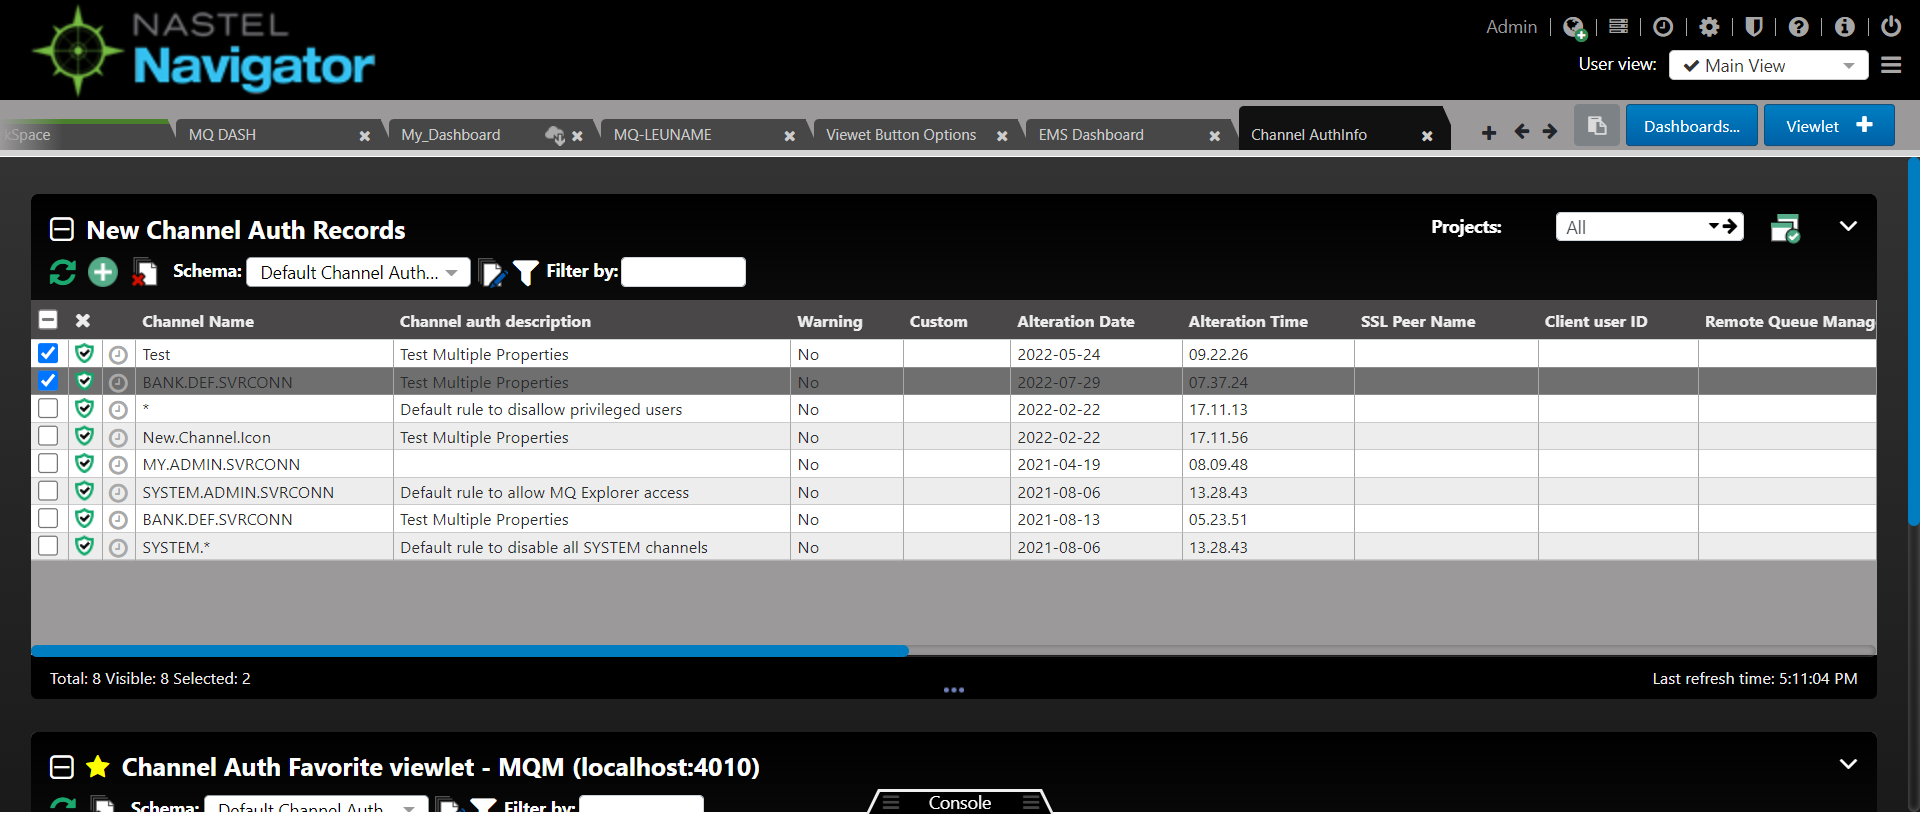 NASTEL
Navigator
Admin
User view: Main View
kSpace
MQ DASH
My_Dashboard
MQ-LEUNAME
Viewet Button Options
EMS Dashboard
Channel AuthInfo
Dashboards...
Viewlet
New Channel Auth Records
Projects: All
Schema: Default Channel Auth... Filter by:
Channel Name Channel auth description Warning Custom Alteration Date Alteration Time SSL Peer Name Client user ID Remote Queue Manag
Test Test Multiple Properties No 2022-05-24 09.22.26
BANK.DEF.SVRCONN Test Multiple Properties No 2022-07-29 07.37.24
* Default rule to disallow privileged users No 2022-02-22 17.11.13
New.Channel.Icon Test Multiple Properties No 2022-02-22 17.11.56
MY.ADMIN.SVRCONN No 2021-04-19 08.09.48
SYSTEM.ADMIN.SVRCONN Default rule to allow MQ Explorer access No 2021-08-06 13.28.43
BANK.DEF.SVRCONN Test Multiple Properties No 2021-08-13 05.23.51
SYSTEM.* Default rule to disable all SYSTEM channels No 2021-08-06 13.28.43
Total: 8 Visible: 8 Selected: 2
Last refresh time: 5:11:04 PM
Channel Auth Favorite viewlet - MQM (localhost:4010)
Schema: Default Channel Auth Filter by:
Console